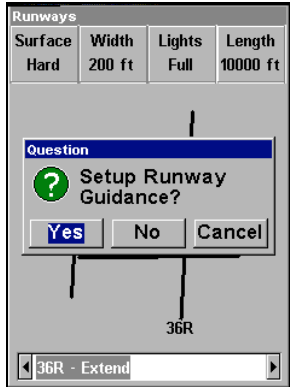 Runways
Surface Width Lights Length
Hard 200 ft Full 10000 ft
Question
Setup Runway
Guidance?
Yes No Cancel
36R
36R - Extend